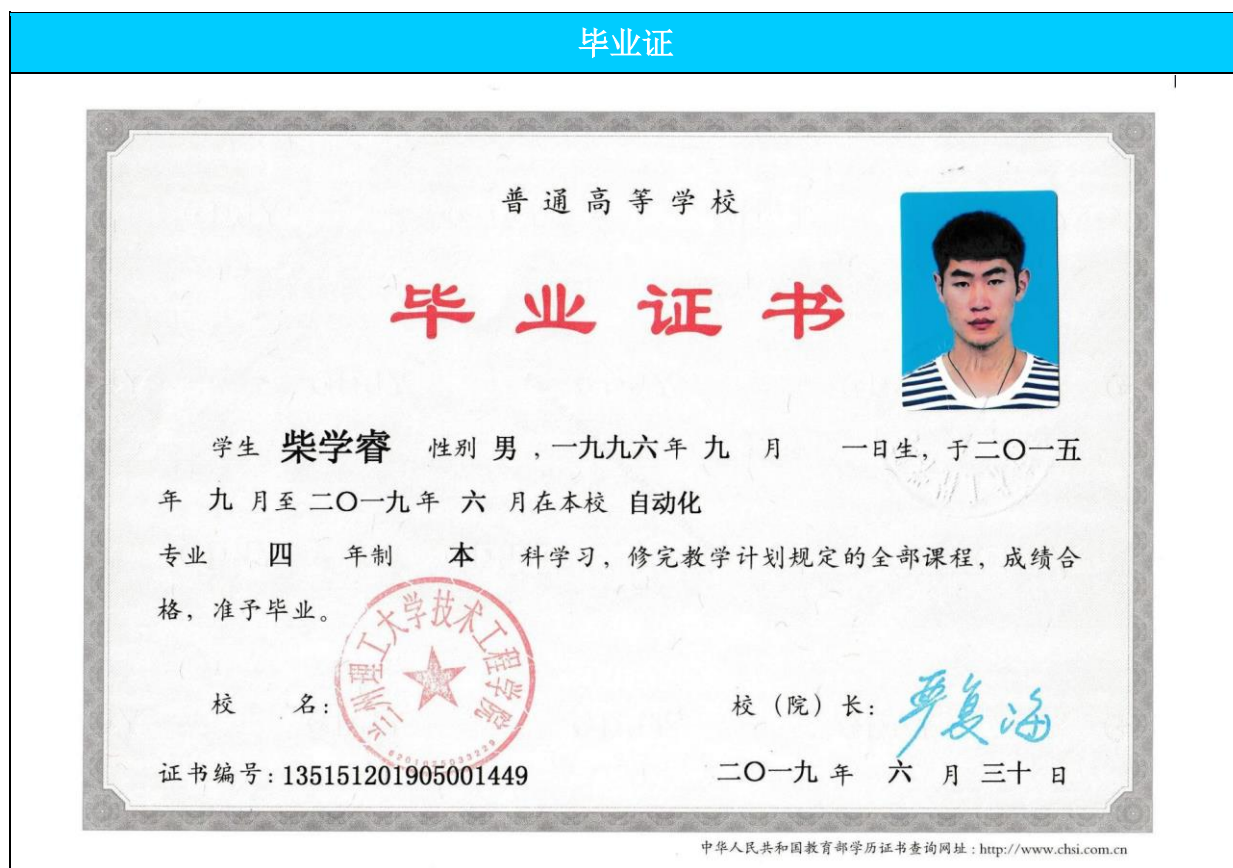 毕业证
普通高等学校
毕业证书
学生 柴学睿 性别 男 ，一九九六年 九 月 一日生，于二〇一五
年 九 月至 二〇一九年 六 月在本校 自动化
专业 四 年制 本 科学习，修完教学计划规定的全部课程，成绩合
格，准予毕业。
兰州理工大学技术工程学院
校 名：
校（院）长：
证书编号：135151201905001449
二〇一九 年 六 月 三十 日
中华人民共和国教育部学历证书查询网址：http://www.chsi.com.cn